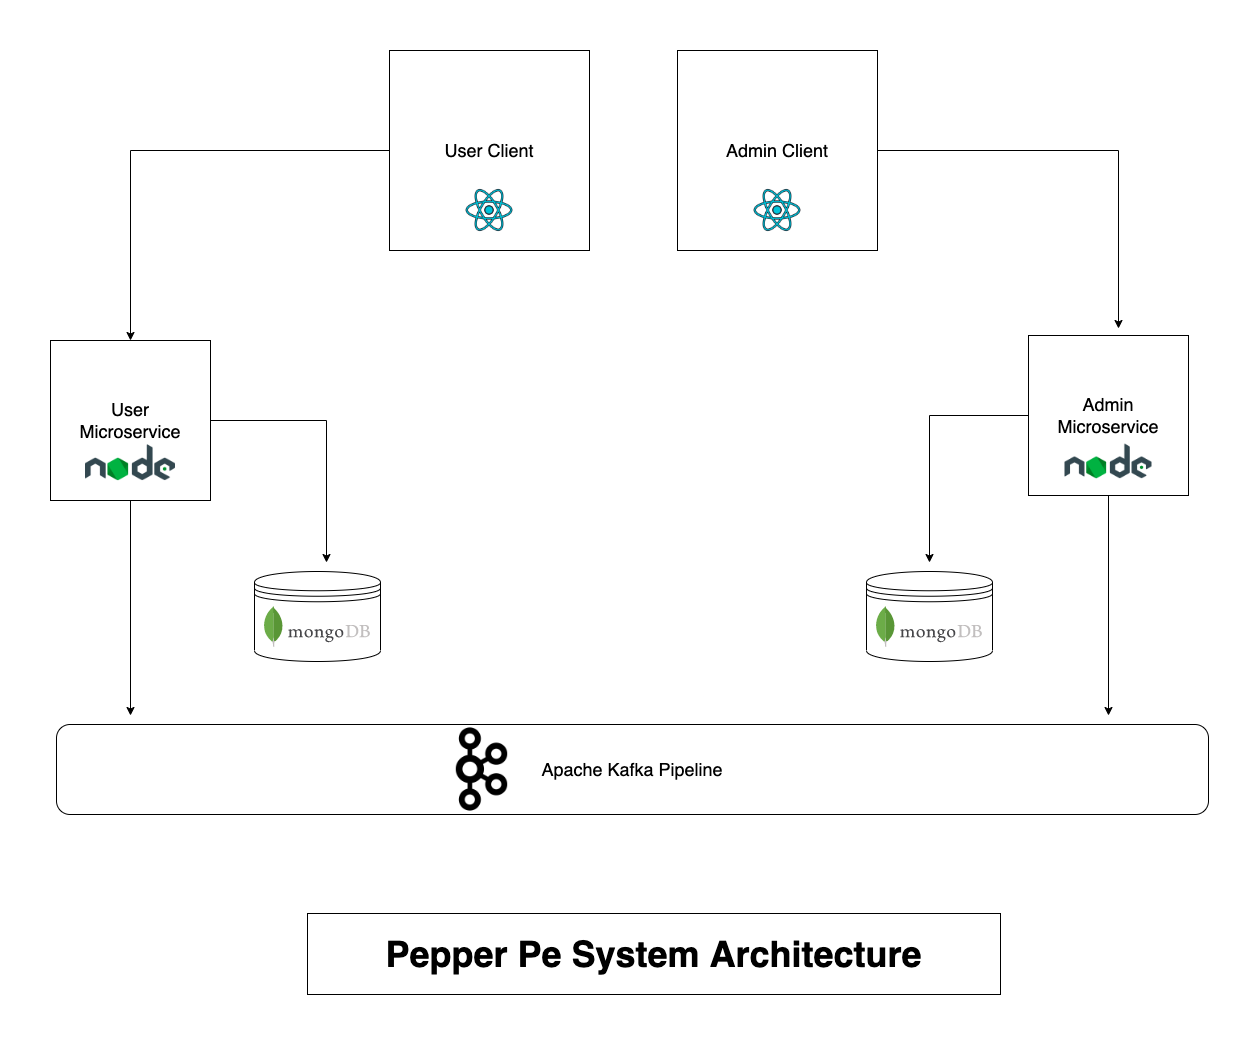 User Client
Admin Client
User
Microservice
node
Admin
Microservice
node
mongoDB
mongoDB
Apache Kafka Pipeline
Pepper Pe System Architecture